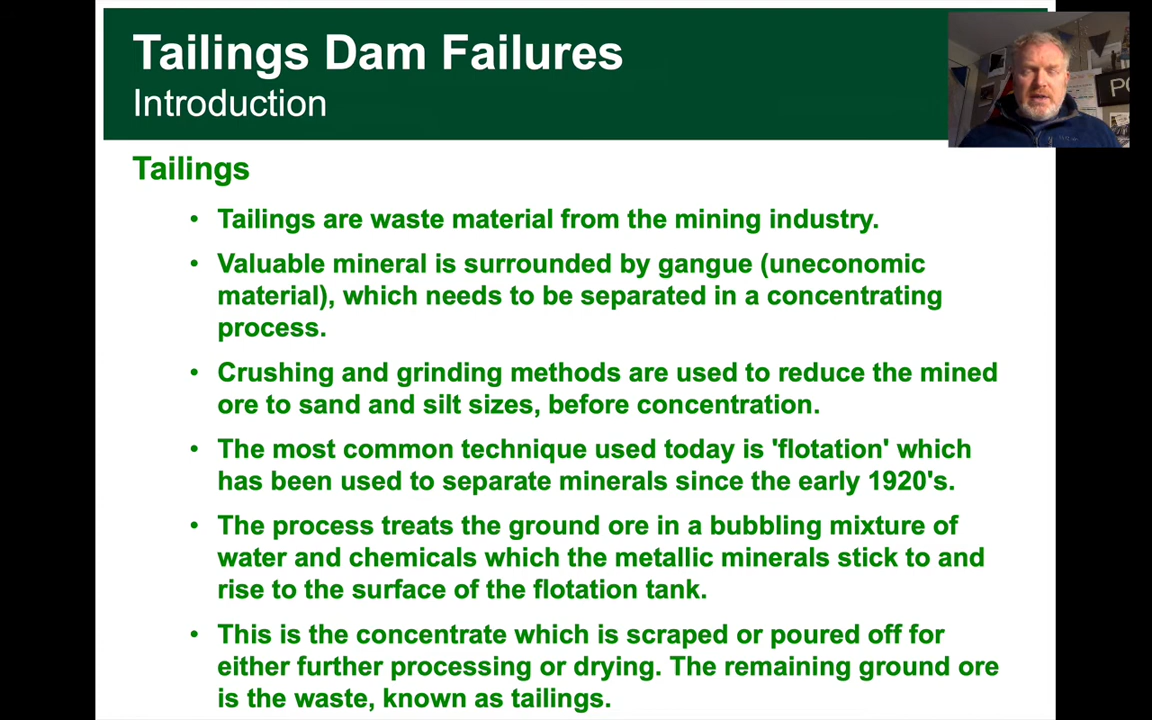 Tailings Dam Failures
Introduction
Tailings
• Tailings are waste material from the mining industry.
• Valuable mineral is surrounded by gangue (uneconomic
material), which needs to be separated in a concentrating
process.
• Crushing and grinding methods are used to reduce the mined
ore to sand and silt sizes, before concentration.
• The most common technique used today is 'flotation' which
has been used to separate minerals since the early 1920's.
• The process treats the ground ore in a bubbling mixture of
water and chemicals which the metallic minerals stick to and
rise to the surface of the flotation tank.
• This is the concentrate which is scraped or poured off for
either further processing or drying. The remaining ground ore
is the waste, known as tailings.